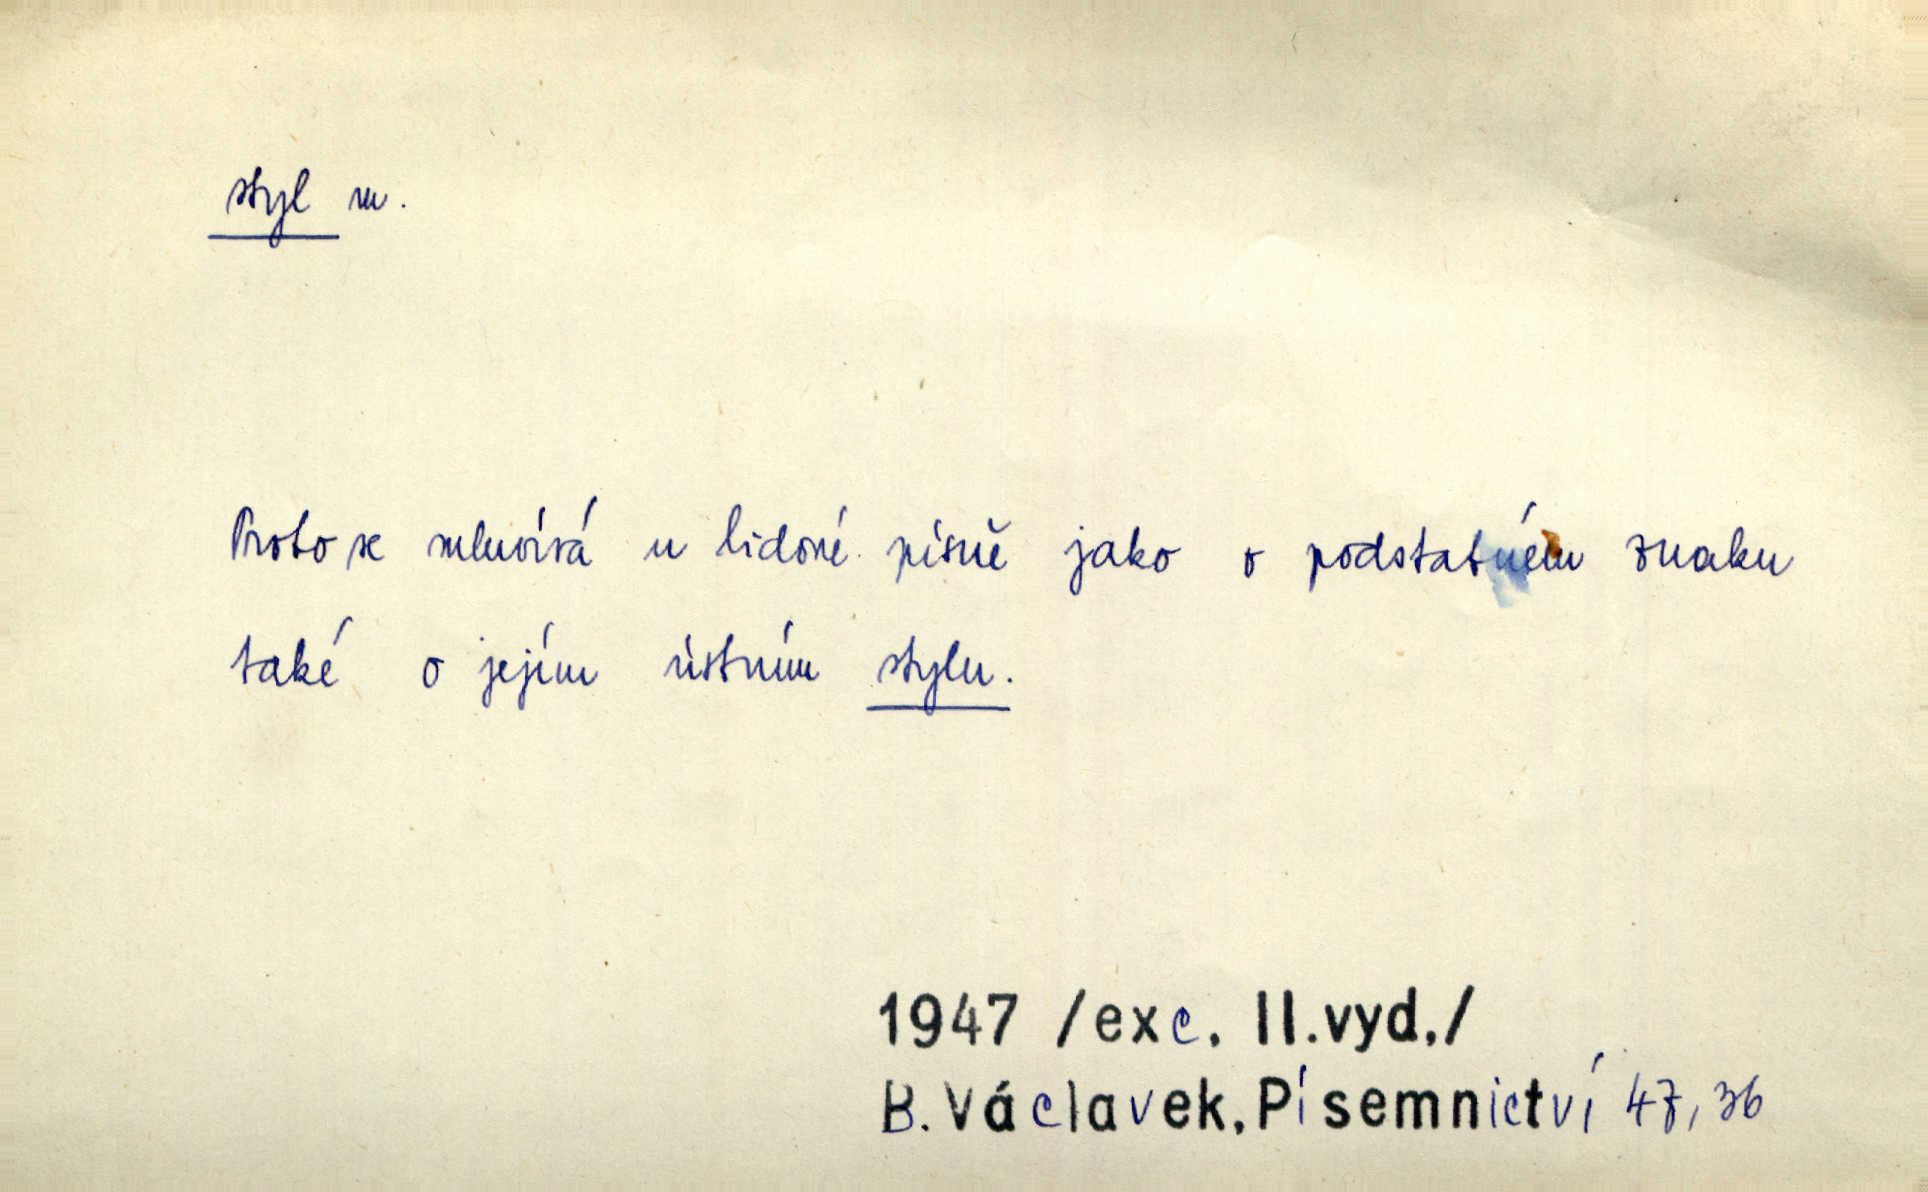 styl m.
Proto se mluvívá u lidové písně jako o podstatném znaku
také o jejím ústním stylu.
1947 /exc. II.vyd./
B.Václavek,Písemnictví 47, 36